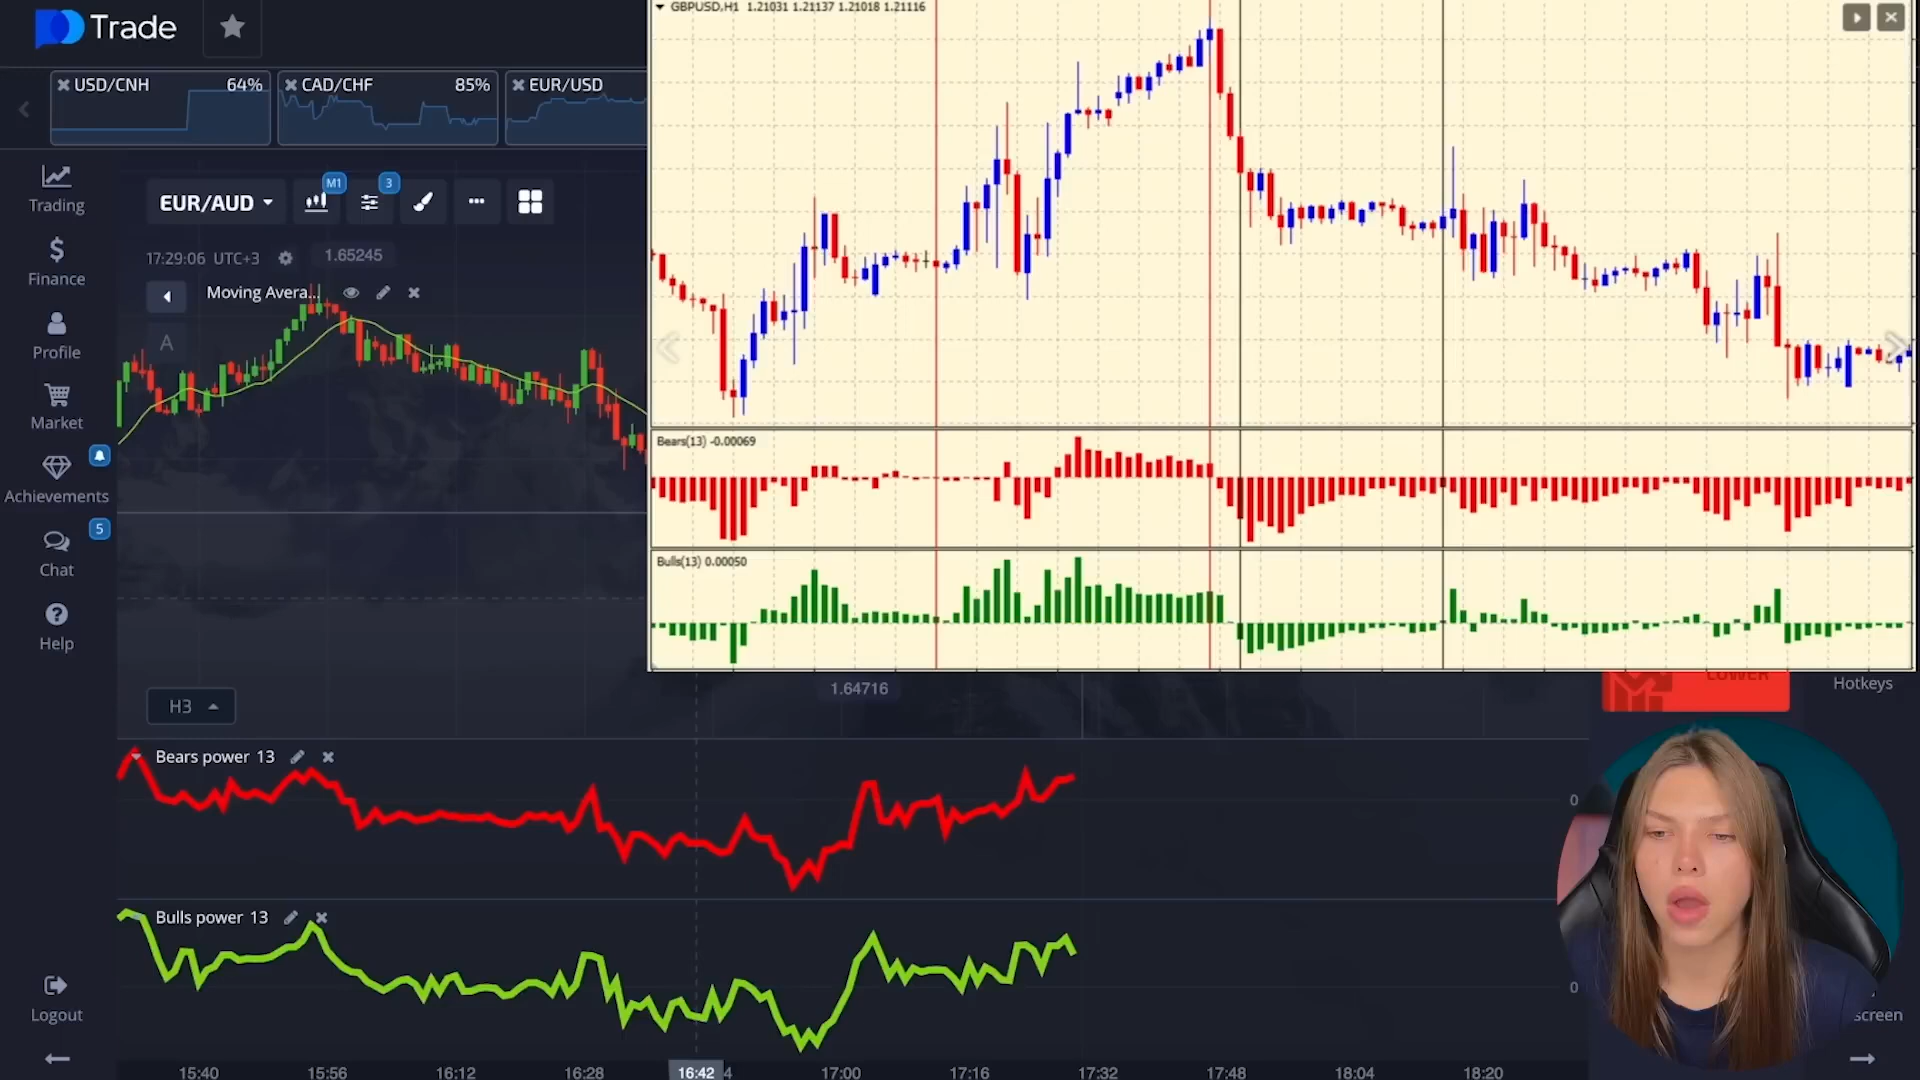 Trade
GBPUSD,H1 1.21031 1.21137 1.21018 1.21116
USD/CNH 64%
CAD/CHF 85%
EUR/USD
Trading
Finance
Profile
Market
Achievements
5
Chat
Help
Logout
EUR/AUD
M1
3
17:29:06 UTC+3
1.65245
Moving Avera...
A
Bears(13) -0.00069
Bulls(13) 0.00050
1.64716
LOWER
Hotkeys
H3
Bears power 13
0
Bulls power 13
0
screen
15:40 15:56 16:12 16:28 16:42 4 17:00 17:16 17:32 17:48 18:04 18:20